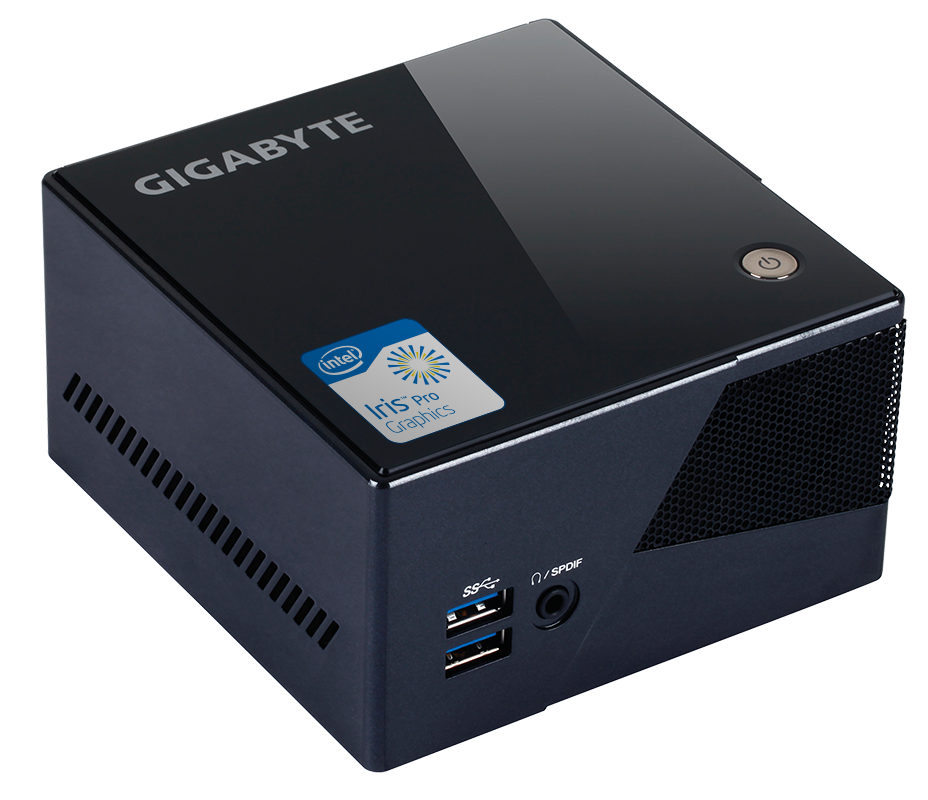 GIGABYTE
intel
Iris™ Pro
Graphics
SS
/ SPDIF